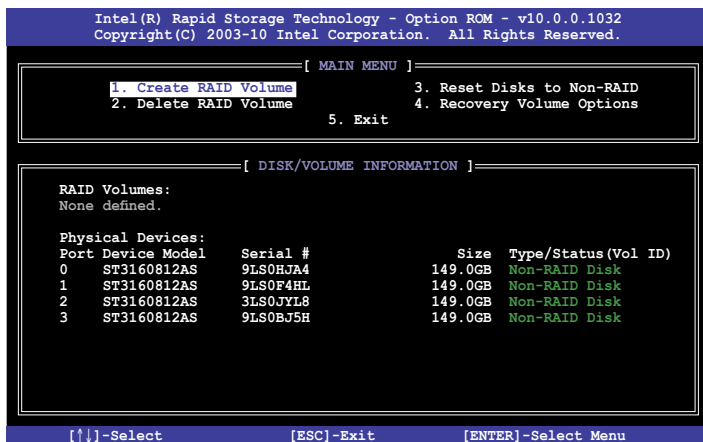 Intel(R) Rapid Storage Technology - Option ROM - v10.0.0.1032
Copyright(C) 2003-10 Intel Corporation. All Rights Reserved.
[ MAIN MENU ]
1. Create RAID Volume 3. Reset Disks to Non-RAID
2. Delete RAID Volume 4. Recovery Volume Options
5. Exit
[ DISK/VOLUME INFORMATION ]
RAID Volumes:
None defined.
Physical Devices:
Port Device Model Serial # Size Type/Status(Vol ID)
0 ST3160812AS 9LS0HJA4 149.0GB Non-RAID Disk
1 ST3160812AS 9LS0F4HL 149.0GB Non-RAID Disk
2 ST3160812AS 3LS0JYL8 149.0GB Non-RAID Disk
3 ST3160812AS 9LS0BJ5H 149.0GB Non-RAID Disk
[↑↓]-Select [ESC]-Exit [ENTER]-Select Menu